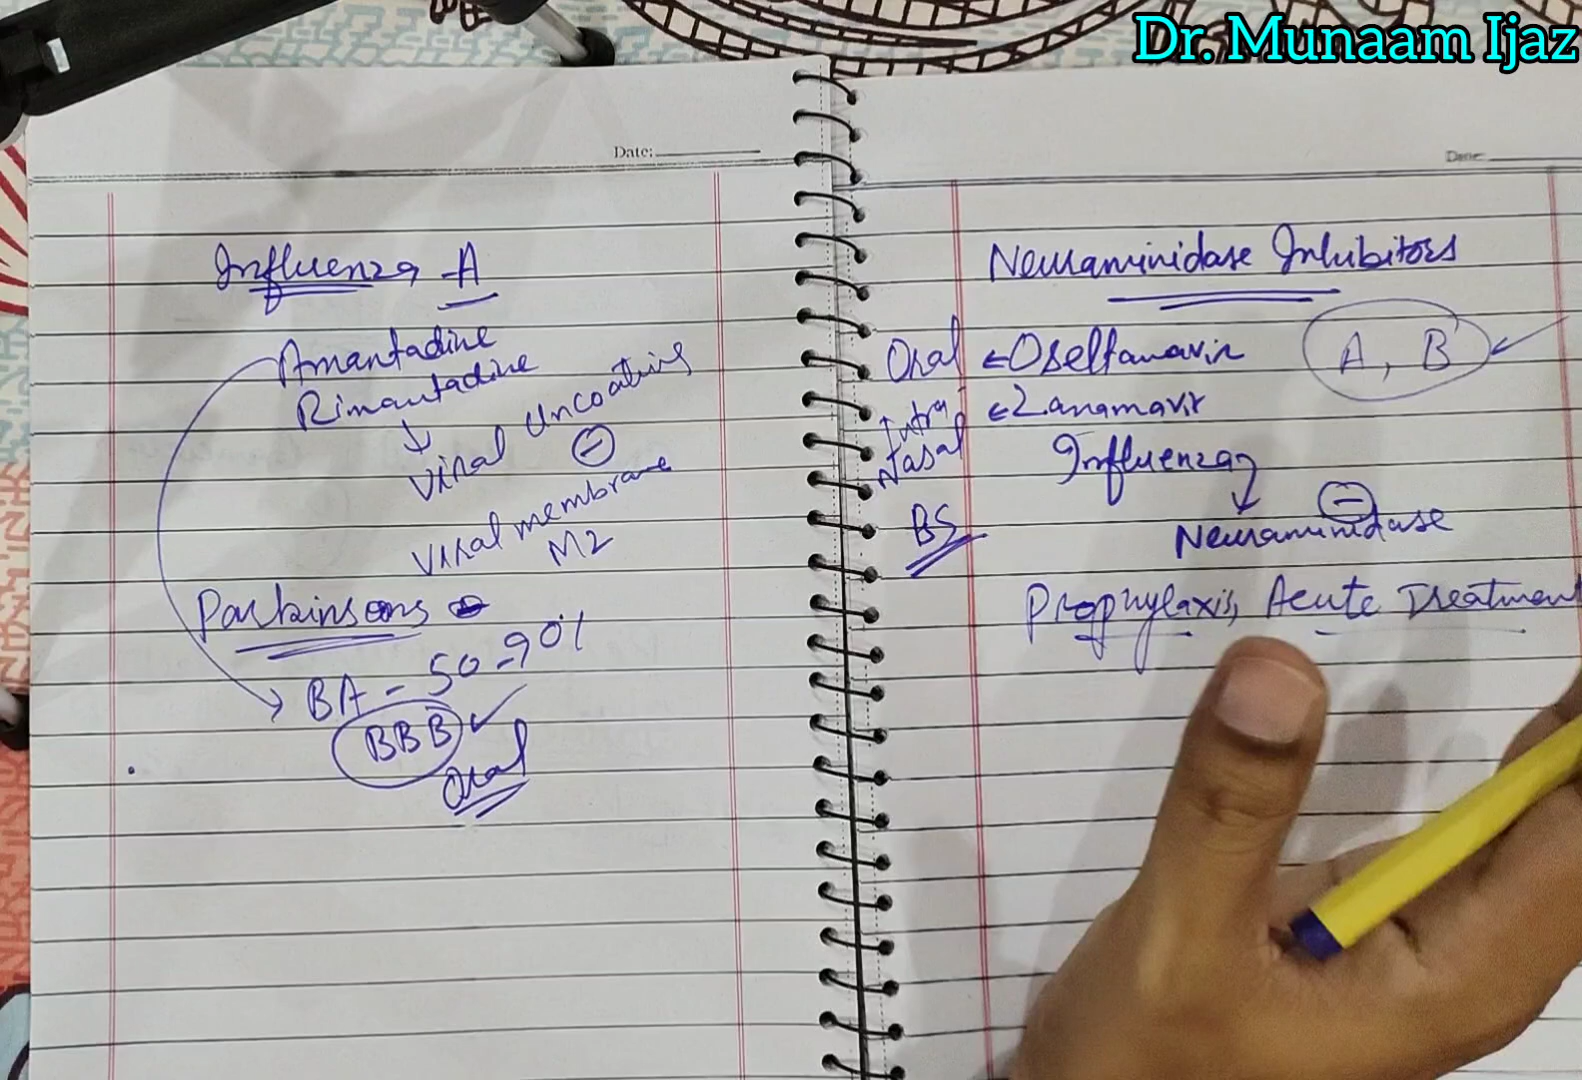 Dr. Munaam Ijaz
Date:
Influenza - A
Amantadine
Rimantadine
↓
Viral Uncoating
⊖
Viral membrane
M2
Parkinsons
→ BA - 50-90%
BBB ✓
Oral
Date:
Neuraminidase Inhibitors
Oral ← Oseltamavir A, B ✓
Intra Nasal ← Zanamavir
Influenza
↓ ⊖
BS Neuraminidase
Prophylaxis, Acute Treatment